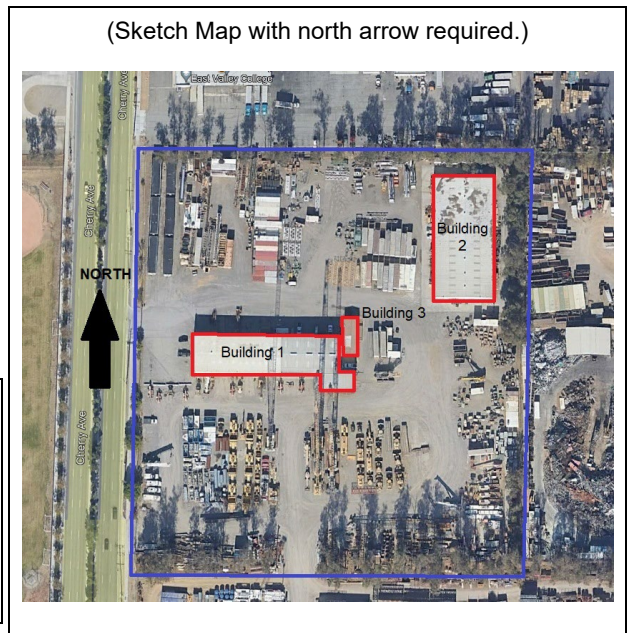 (Sketch Map with north arrow required.)
East Valley College
Cherry Ave
Cherry Ave
NORTH
Building
2
Building 3
Building 1
Cherry Ave